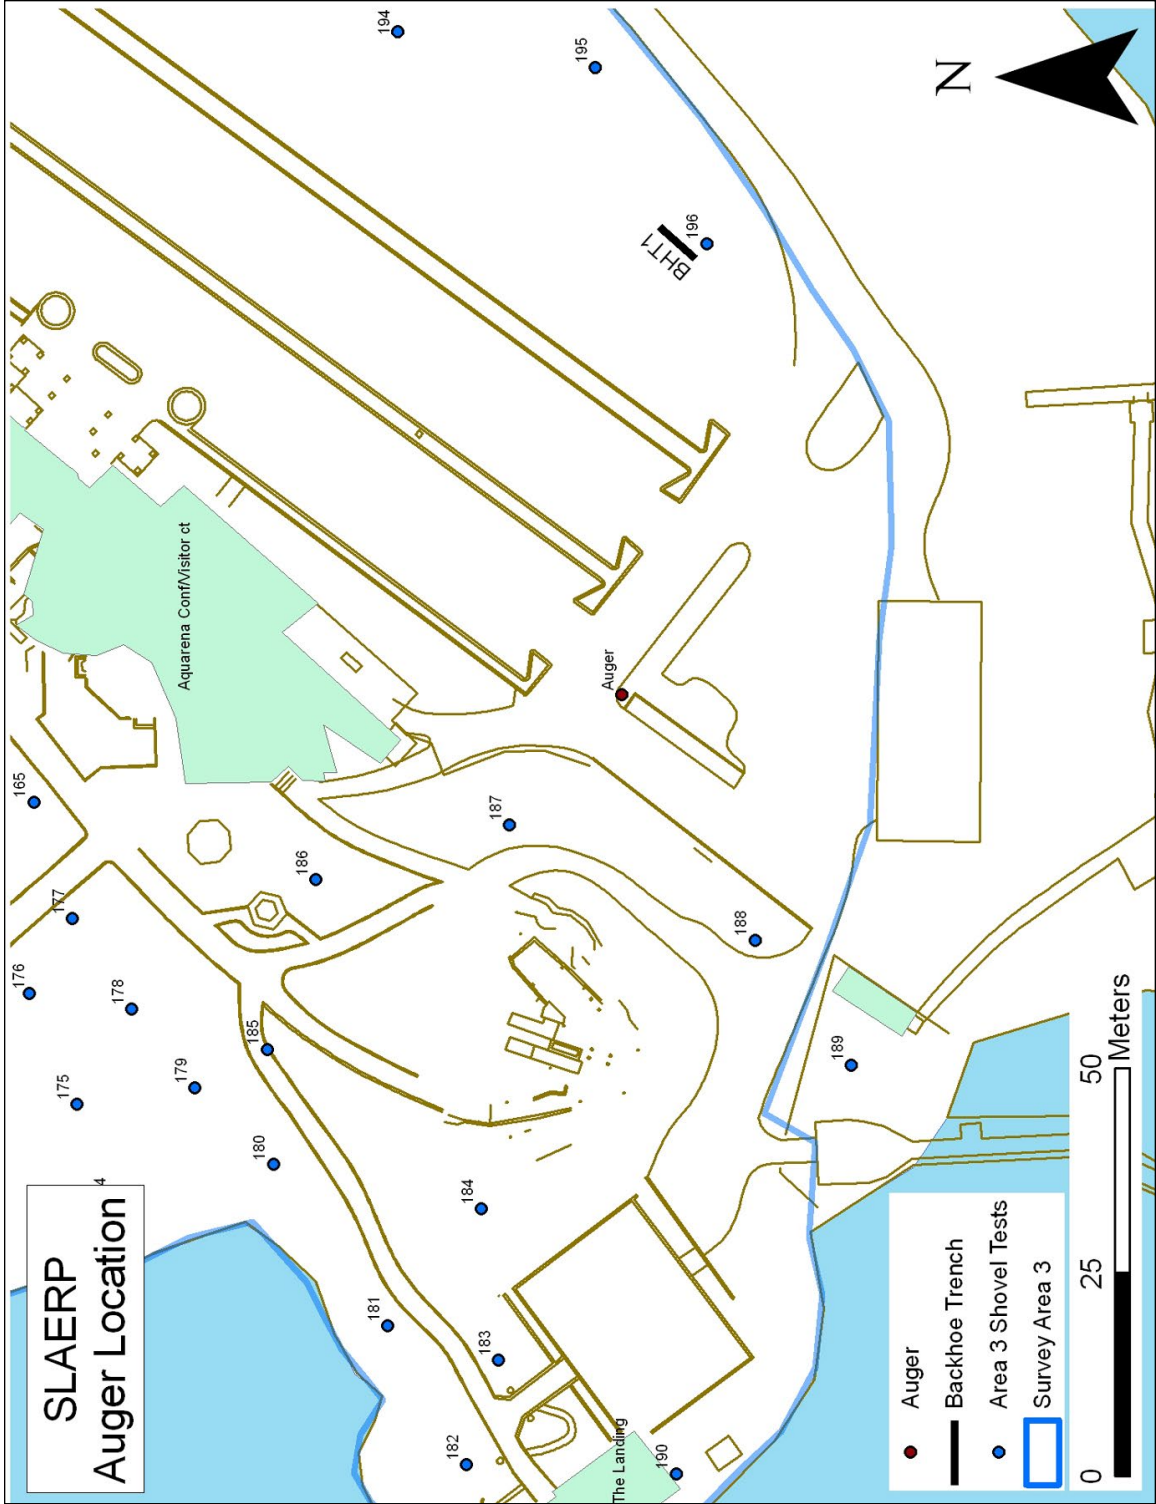 SLAERP
Auger Location
4
175
176
177
165
178
179
180
185
186
181
184
187
182
183
190
The Landing
188
189
Aquarena Conf/Visitor ct
Auger
BHT1
196
195
194
N
Auger
Backhoe Trench
Area 3 Shovel Tests
Survey Area 3
0
25
50
Meters